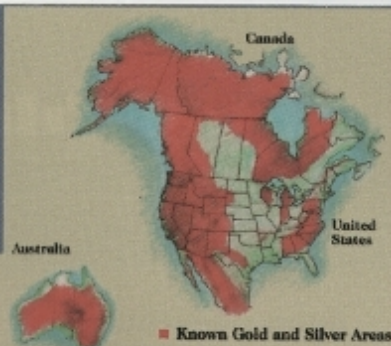 Canada
United
States
Australia
Known Gold and Silver Areas